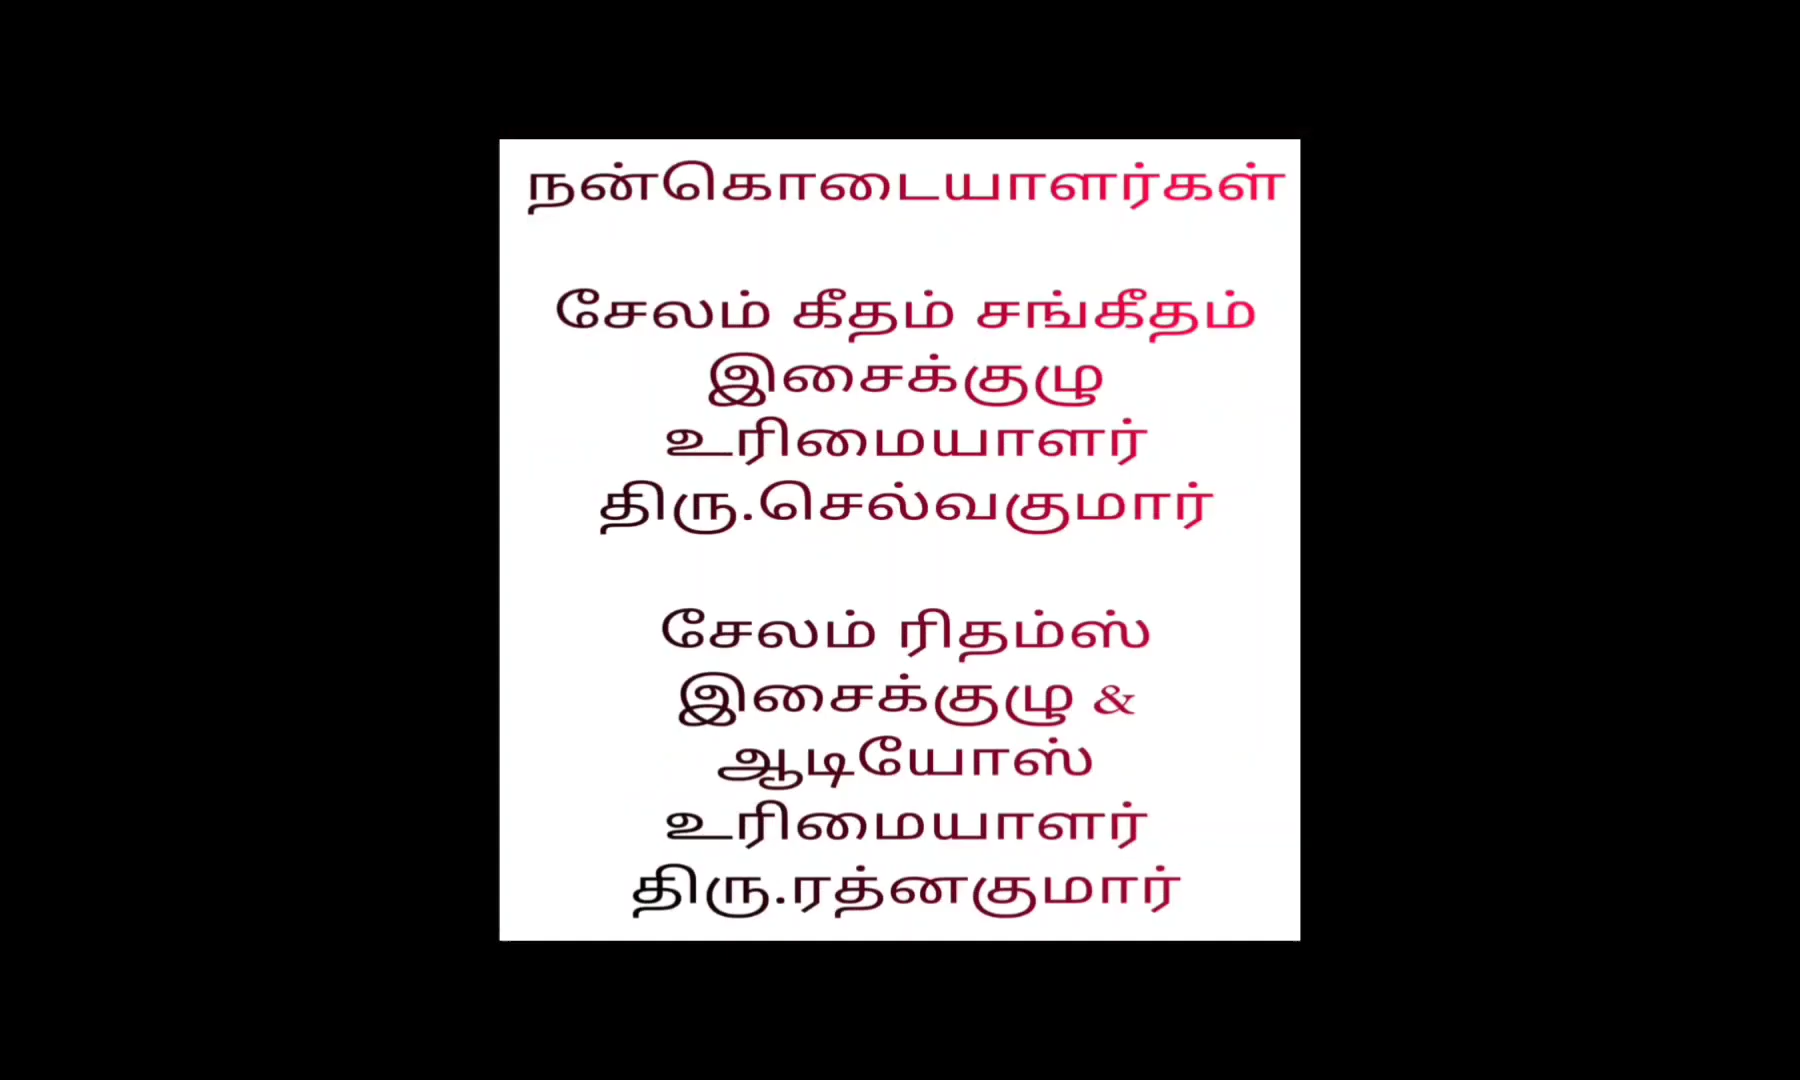 நன்கொடையாளர்கள்
சேலம் கீதம் சங்கீதம்
இசைக்குழு
உரிமையாளர்
திரு.செல்வகுமார்
சேலம் ரிதம்ஸ்
இசைக்குழு &
ஆடியோஸ்
உரிமையாளர்
திரு.ரத்னகுமார்